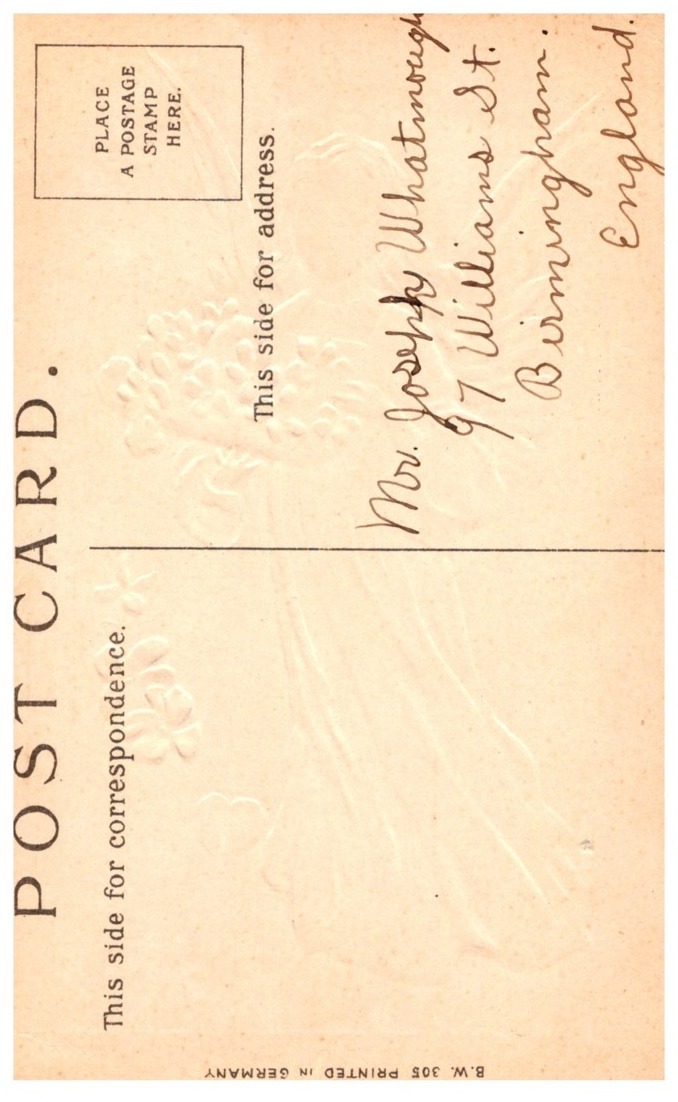 POST CARD.
PLACE
A POSTAGE
STAMP
HERE.
This side for correspondence.
This side for address.
Mr. Joseph Whatmough
97 Williams St.
Birmingham.
England.
B.W. 305 PRINTED IN GERMANY